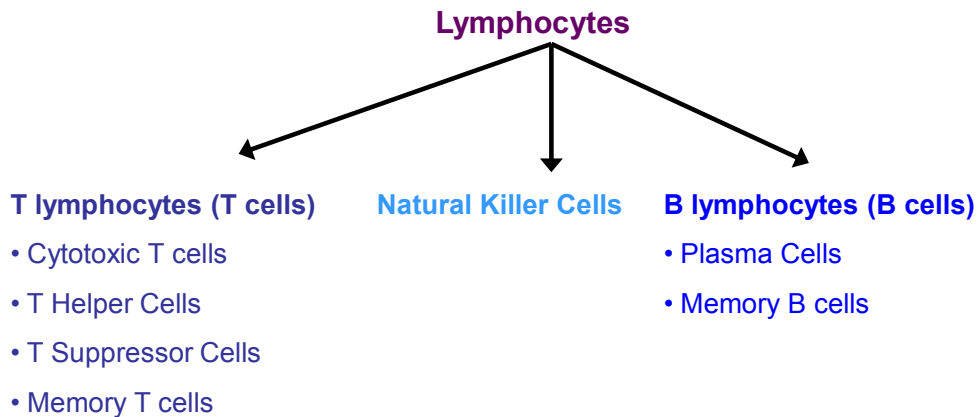 Lymphocytes
T lymphocytes (T cells)
• Cytotoxic T cells
• T Helper Cells
• T Suppressor Cells
• Memory T cells
Natural Killer Cells
B lymphocytes (B cells)
• Plasma Cells
• Memory B cells